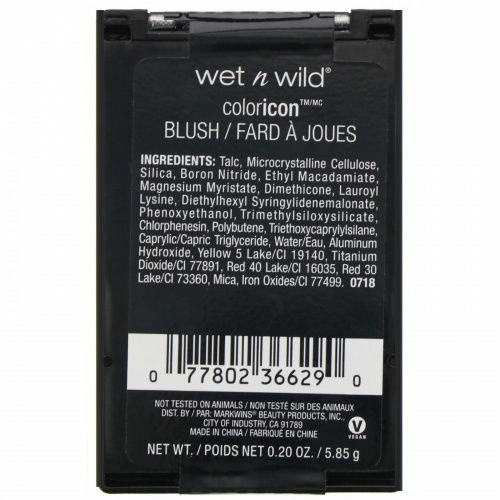 wet n wild®
coloricon™/MC
BLUSH / FARD À JOUES
INGREDIENTS: Talc, Microcrystalline Cellulose,
Silica, Boron Nitride, Ethyl Macadamiate,
Magnesium Myristate, Dimethicone, Lauroyl
Lysine, Diethylhexyl Syringylidenemalonate,
Phenoxyethanol, Trimethylsiloxysilicate,
Chlorphenesin, Polybutene, Triethoxycaprylylsilane,
Caprylic/Capric Triglyceride, Water/Eau, Aluminum
Hydroxide, Yellow 5 Lake/CI 19140, Titanium
Dioxide/CI 77891, Red 40 Lake/CI 16035, Red 30
Lake/CI 73360, Mica, Iron Oxides/CI 77499. 0718
0 77802 36629 0
NOT TESTED ON ANIMALS / NON TESTÉ SUR DES ANIMAUX
DIST. BY / PAR: MARKWINS® BEAUTY PRODUCTS, INC.,
CITY OF INDUSTRY, CA 91789
MADE IN CHINA / FABRIQUÉ EN CHINE
V
VEGAN
NET WT. / POIDS NET 0.20 OZ. / 5.85 g